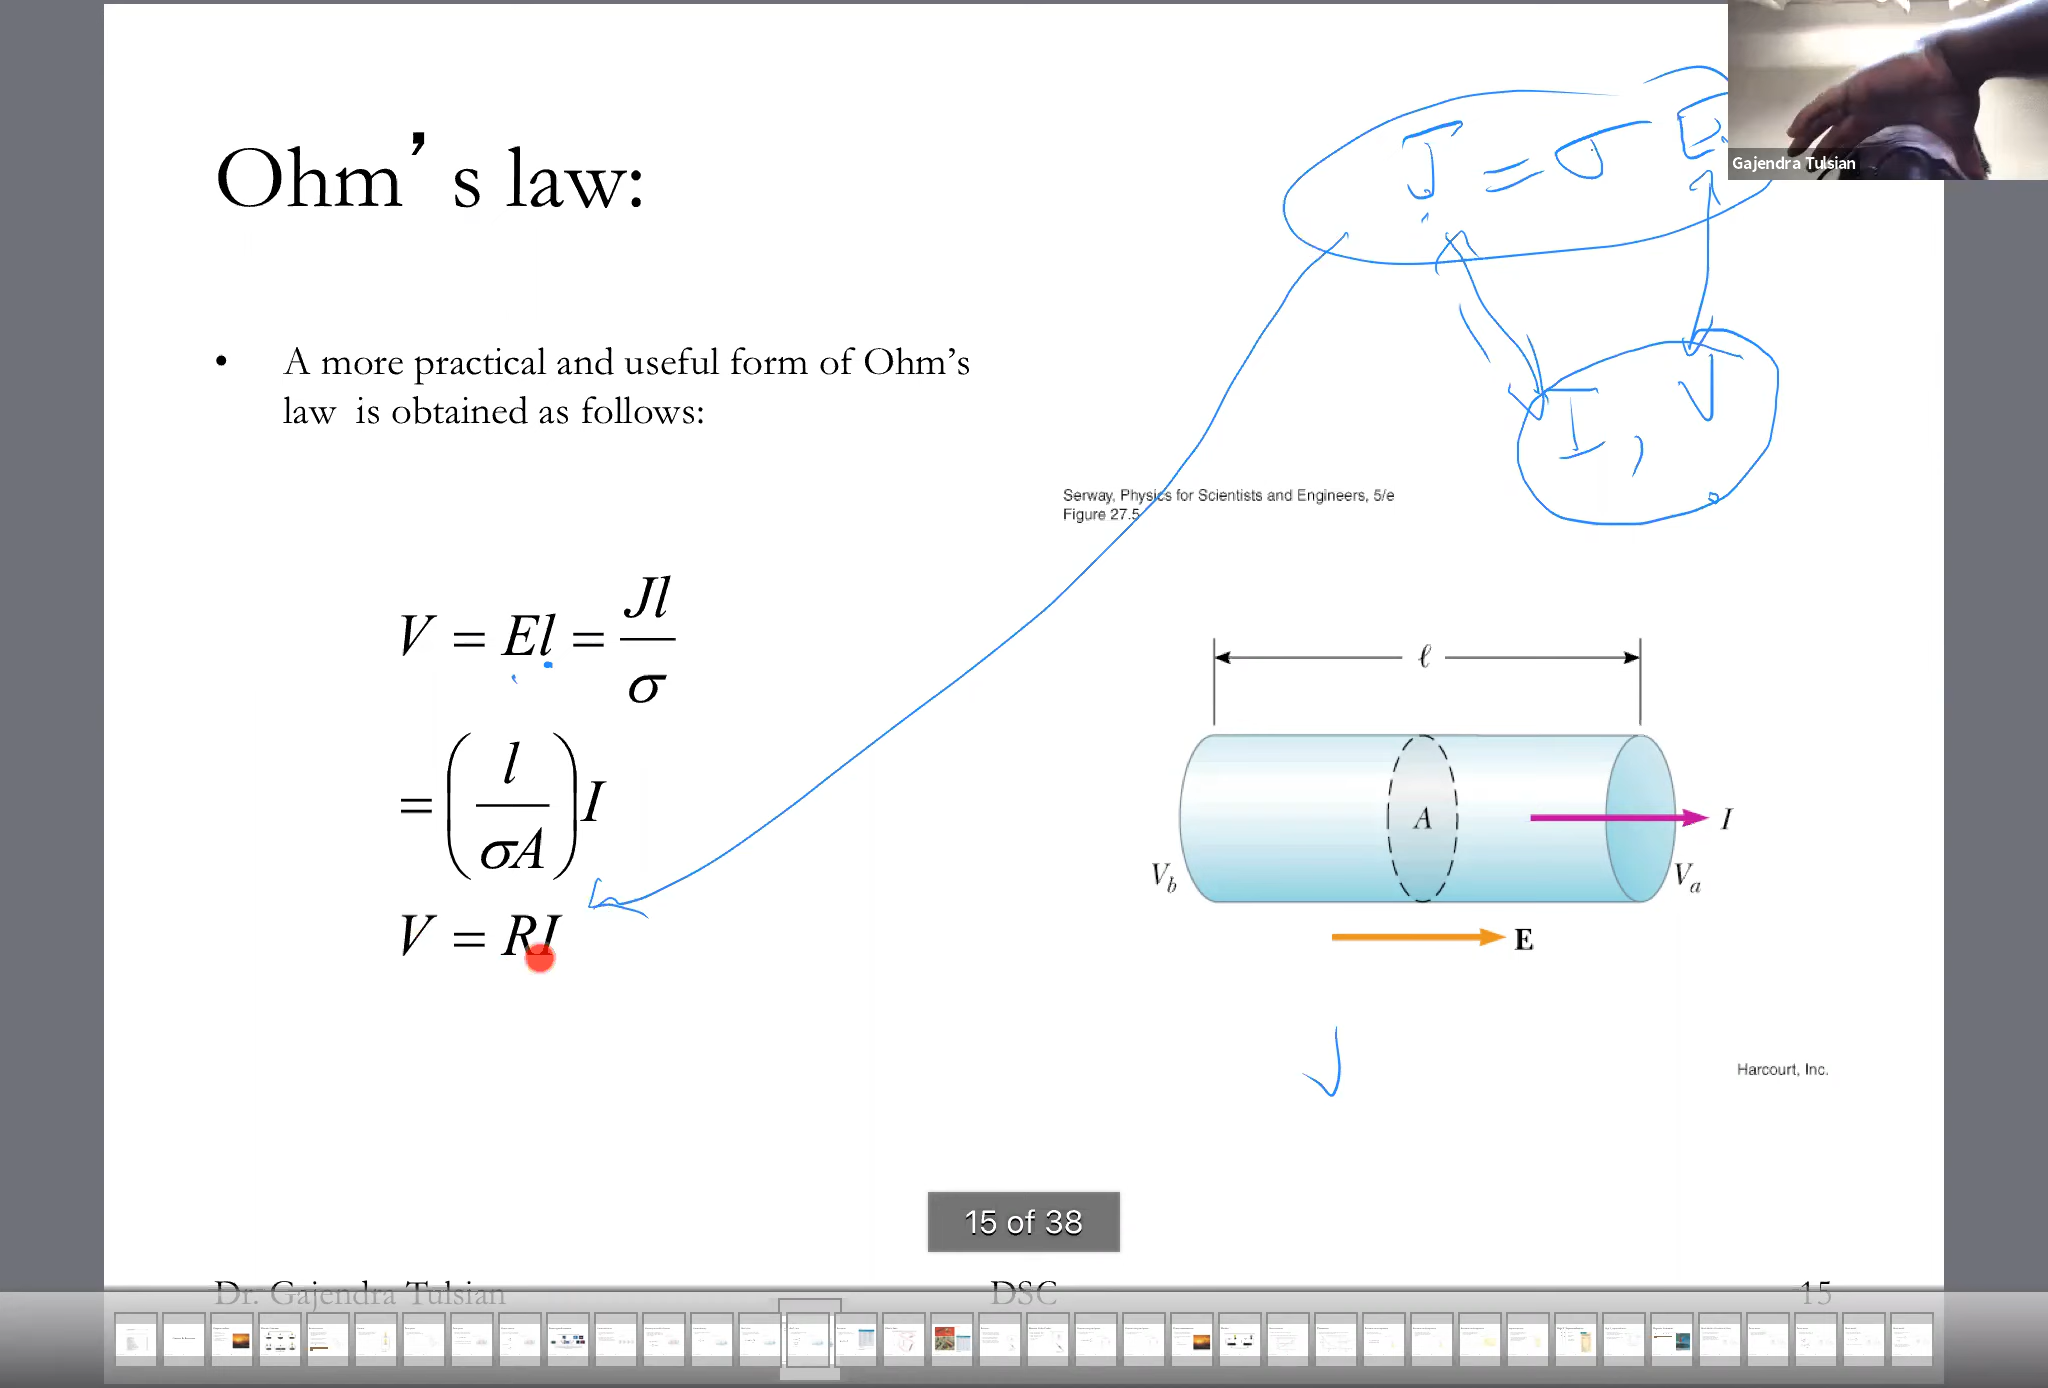 Ohm's law:
J = σ E
Gajendra Tulsian
• A more practical and useful form of Ohm's
law is obtained as follows:
I, V
Serway, Physics for Scientists and Engineers, 5/e
Figure 27.5
V = El = Jl / σ
= ( l / σA ) I
V = RI
ℓ
A
I
V_b
V_a
E
Harcourt, Inc.
15 of 38
Dr. Gajendra Tulsian DSC 15